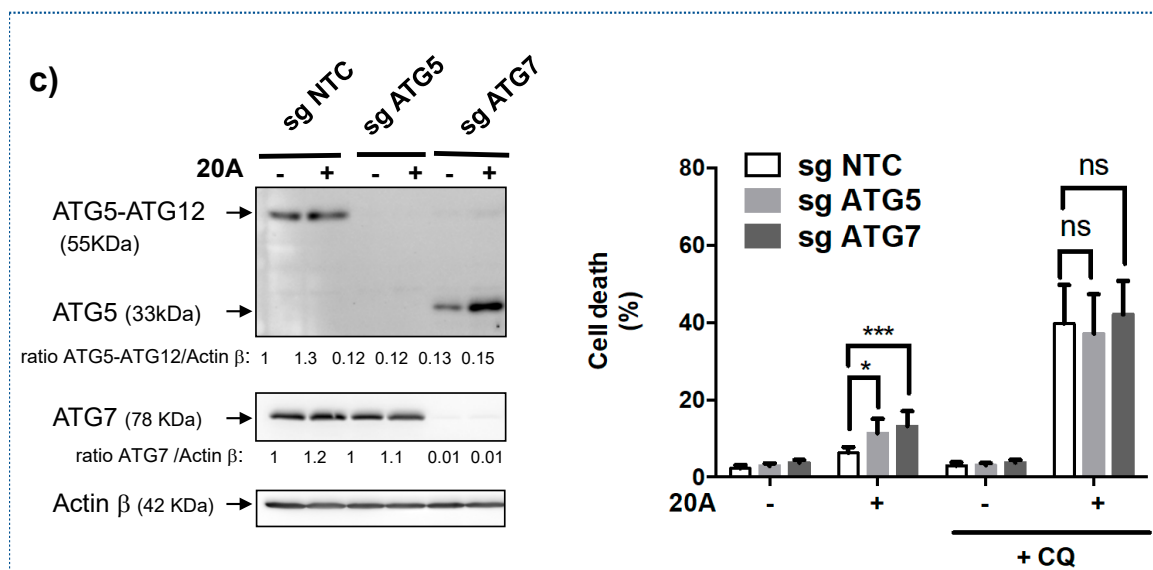 c)
sg NTC sg ATG5 sg ATG7
20A - + - + - +
ATG5-ATG12
(55KDa)
ATG5 (33kDa)
ratio ATG5-ATG12/Actin β: 1 1.3 0.12 0.12 0.13 0.15
ATG7 (78 KDa)
ratio ATG7 /Actin β: 1 1.2 1 1.1 0.01 0.01
Actin β (42 KDa)
Cell death
(%)
80
60
40
20
0
sg NTC
sg ATG5
sg ATG7
* ***
ns ns
20A - + - +
+ CQ